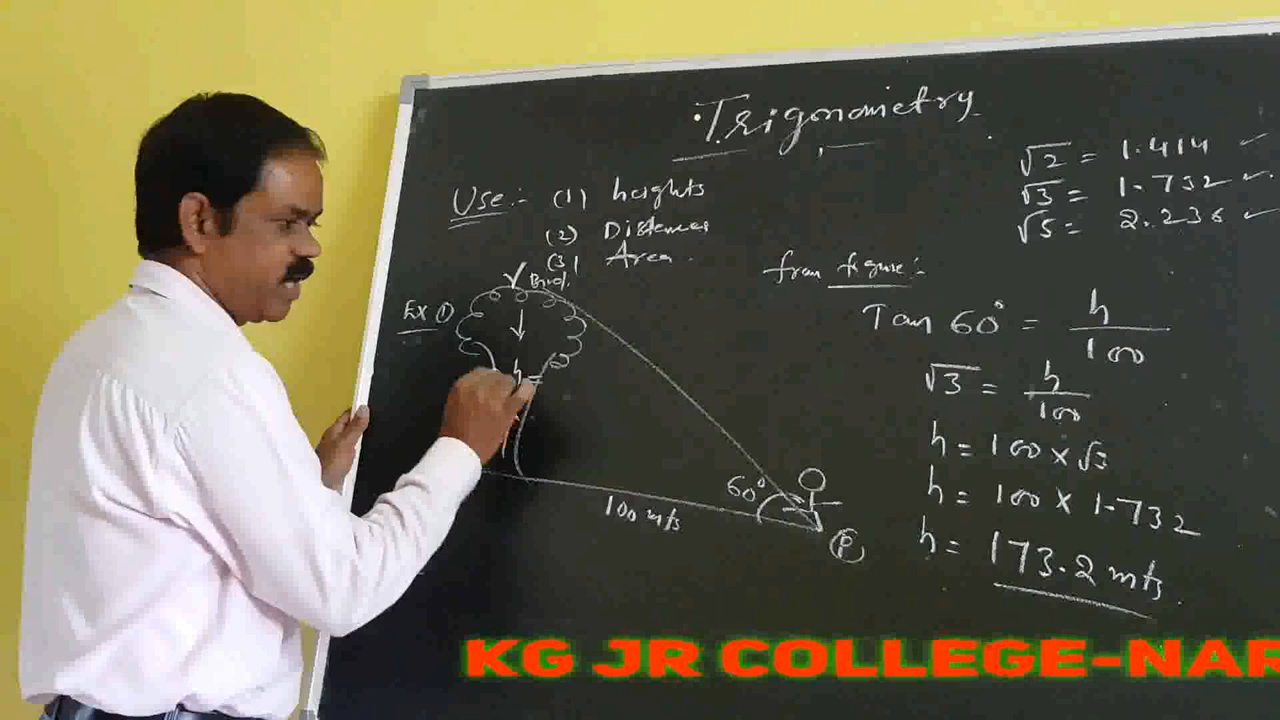 Trigonometry
Use:- (1) heights
(2) Distances
(3) Area.
√2 = 1.414 ✓
√3 = 1.732 ✓
√5 = 2.236 ✓
Ex ①
Bird.
h =
60°
100 mts
P
from figure:-
Tan 60° = h/100
√3 = h/100
h = 100 × √3
h = 100 × 1.732
h = 173.2 mts.
KG JR COLLEGE-NAR